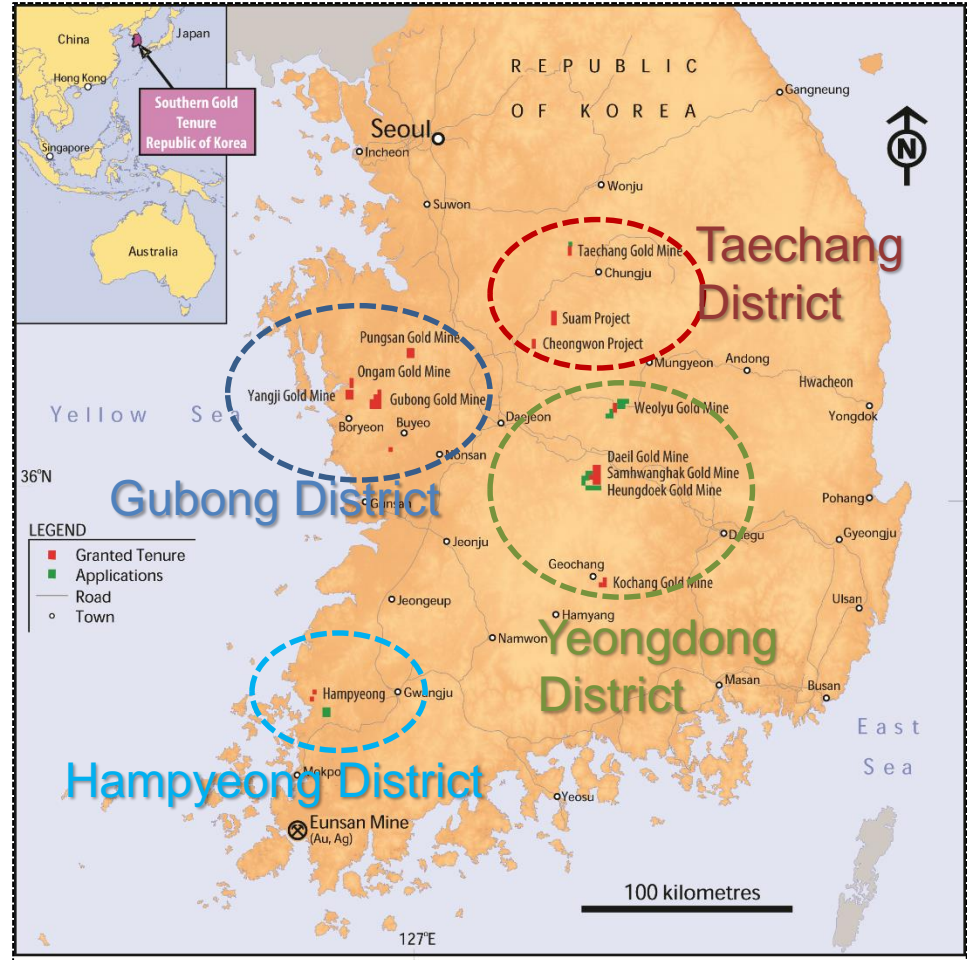 China
Japan
Hong Kong
Southern Gold
Tenure
Republic of Korea
Singapore
Australia
REPUBLIC
OF KOREA
N
Gangneung
Seoul
Incheon
Wonju
Suwon
Taechang Gold Mine
Chungju
Taechang
District
Suam Project
Cheongwon Project
Pungsan Gold Mine
Mungyeon
Andong
Ongam Gold Mine
Hwacheon
Yangji Gold Mine
Gubong Gold Mine
Weolyu Gold Mine
Yellow Sea
Boryeon
Buyeo
Daejeon
Yongdok
Nonsan
Daeil Gold Mine
Samhwanghak Gold Mine
Heungdoek Gold Mine
36°N
Gubong District
Gunsan
Pohang
LEGEND
Granted Tenure
Applications
Road
Town
Jeonju
Daegu
Gyeongju
Geochang
Kochang Gold Mine
Jeongeup
Hamyang
Ulsan
Namwon
Yeongdong
District
Hampyeong
Gwangju
Masan
Busan
East
Sea
Hampyeong District
Mokpo
Yeosu
Eunsan Mine
(Au, Ag)
100 kilometres
127°E